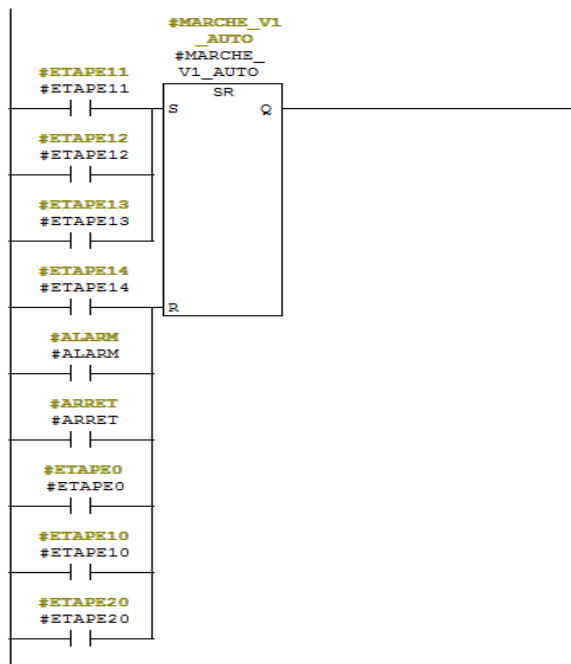 #MARCHE_V1
_AUTO
#MARCHE_
V1_AUTO
SR
#ETAPE11
#ETAPE11
S Q
#ETAPE12
#ETAPE12
#ETAPE13
#ETAPE13
#ETAPE14
#ETAPE14
R
#ALARM
#ALARM
#ARRET
#ARRET
#ETAPE0
#ETAPE0
#ETAPE10
#ETAPE10
#ETAPE20
#ETAPE20